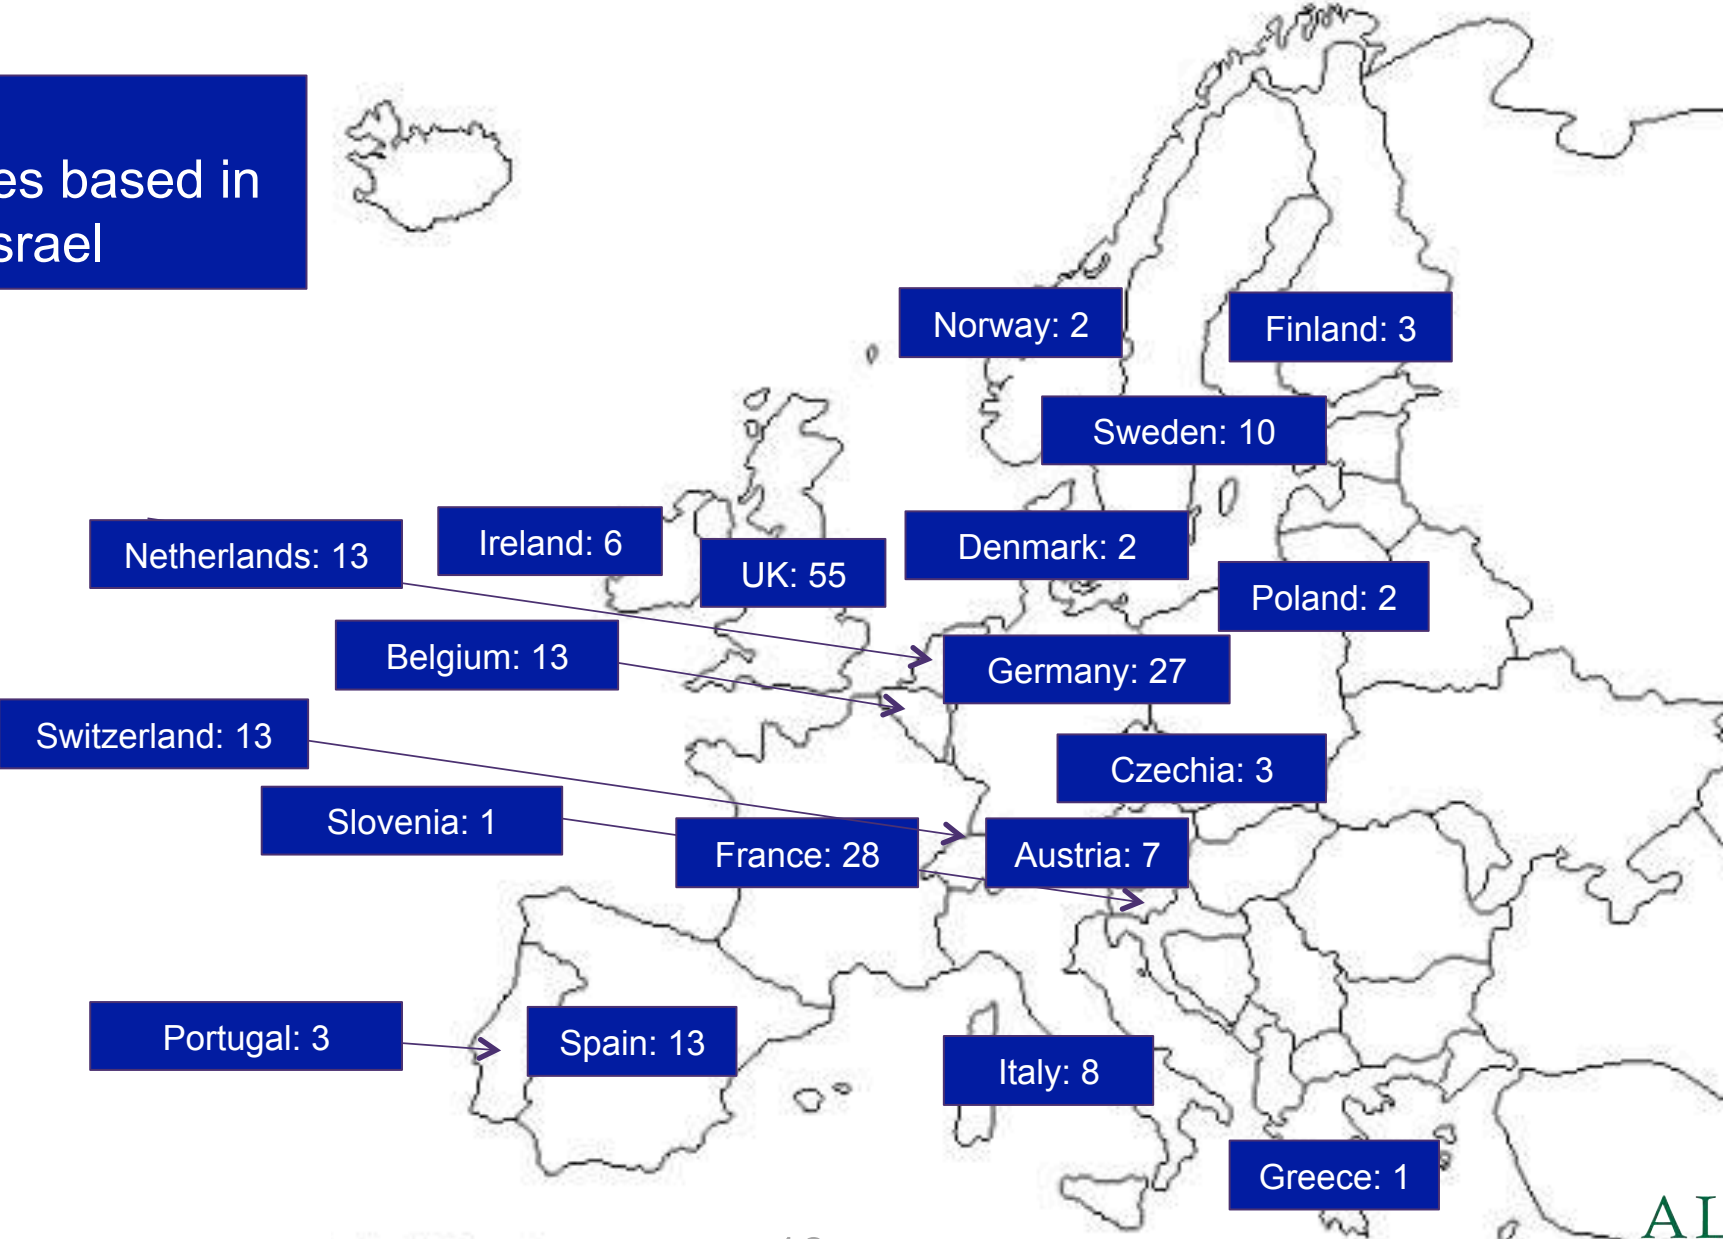 es based in
srael
Norway: 2
Finland: 3
Sweden: 10
Ireland: 6
Netherlands: 13
UK: 55
Denmark: 2
Poland: 2
Belgium: 13
Germany: 27
Switzerland: 13
Czechia: 3
Slovenia: 1
France: 28
Austria: 7
Portugal: 3
Spain: 13
Italy: 8
Greece: 1
AL